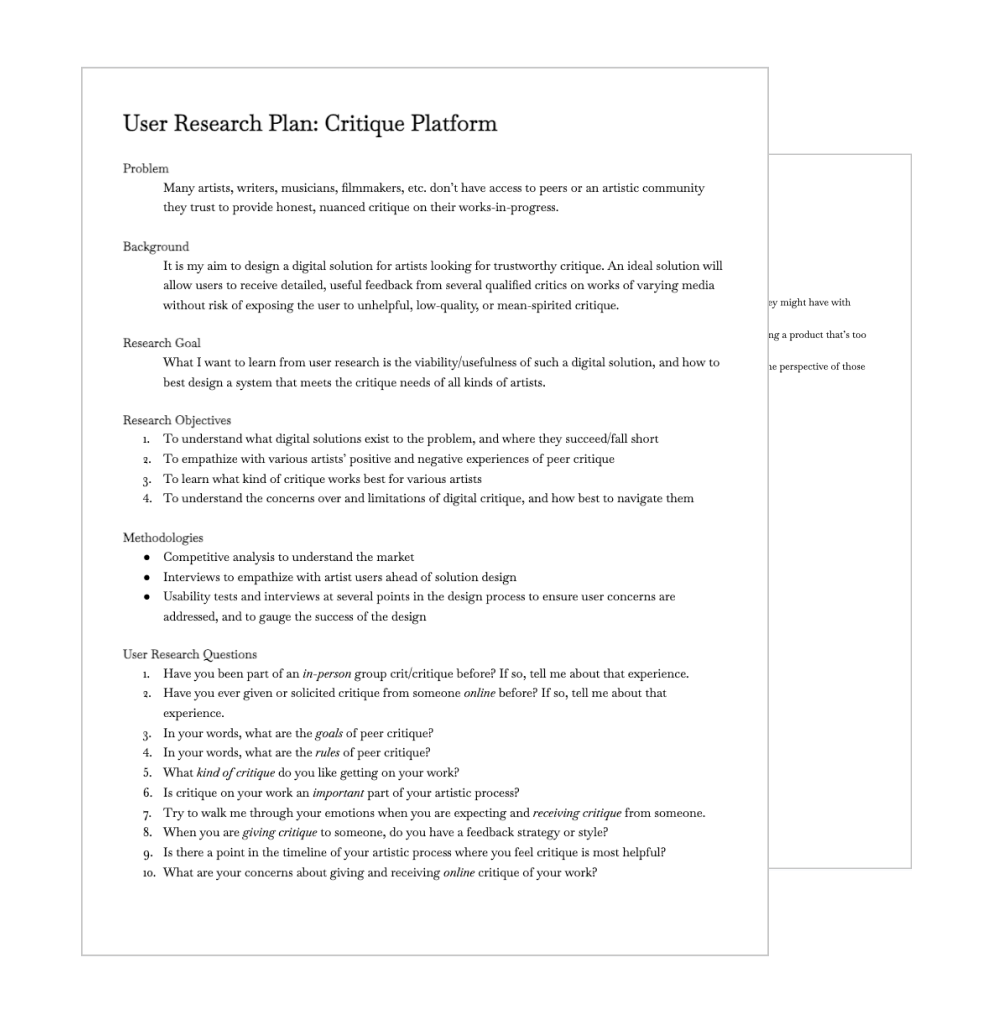 User Research Plan: Critique Platform
Problem
Many artists, writers, musicians, filmmakers, etc. don’t have access to peers or an artistic community
they trust to provide honest, nuanced critique on their works-in-progress.
Background
It is my aim to design a digital solution for artists looking for trustworthy critique. An ideal solution will
allow users to receive detailed, useful feedback from several qualified critics on works of varying media
without risk of exposing the user to unhelpful, low-quality, or mean-spirited critique.
Research Goal
What I want to learn from user research is the viability/usefulness of such a digital solution, and how to
best design a system that meets the critique needs of all kinds of artists.
Research Objectives
1. To understand what digital solutions exist to the problem, and where they succeed/fall short
2. To empathize with various artists’ positive and negative experiences of peer critique
3. To learn what kind of critique works best for various artists
4. To understand the concerns over and limitations of digital critique, and how best to navigate them
Methodologies
● Competitive analysis to understand the market
● Interviews to empathize with artist users ahead of solution design
● Usability tests and interviews at several points in the design process to ensure user concerns are
addressed, and to gauge the success of the design
User Research Questions
1. Have you been part of an in-person group crit/critique before? If so, tell me about that experience.
2. Have you ever given or solicited critique from someone online before? If so, tell me about that
experience.
3. In your words, what are the goals of peer critique?
4. In your words, what are the rules of peer critique?
5. What kind of critique do you like getting on your work?
6. Is critique on your work an important part of your artistic process?
7. Try to walk me through your emotions when you are expecting and receiving critique from someone.
8. When you are giving critique to someone, do you have a feedback strategy or style?
9. Is there a point in the timeline of your artistic process where you feel critique is most helpful?
10. What are your concerns about giving and receiving online critique of your work?
might have with
a product that’s too
perspective of those